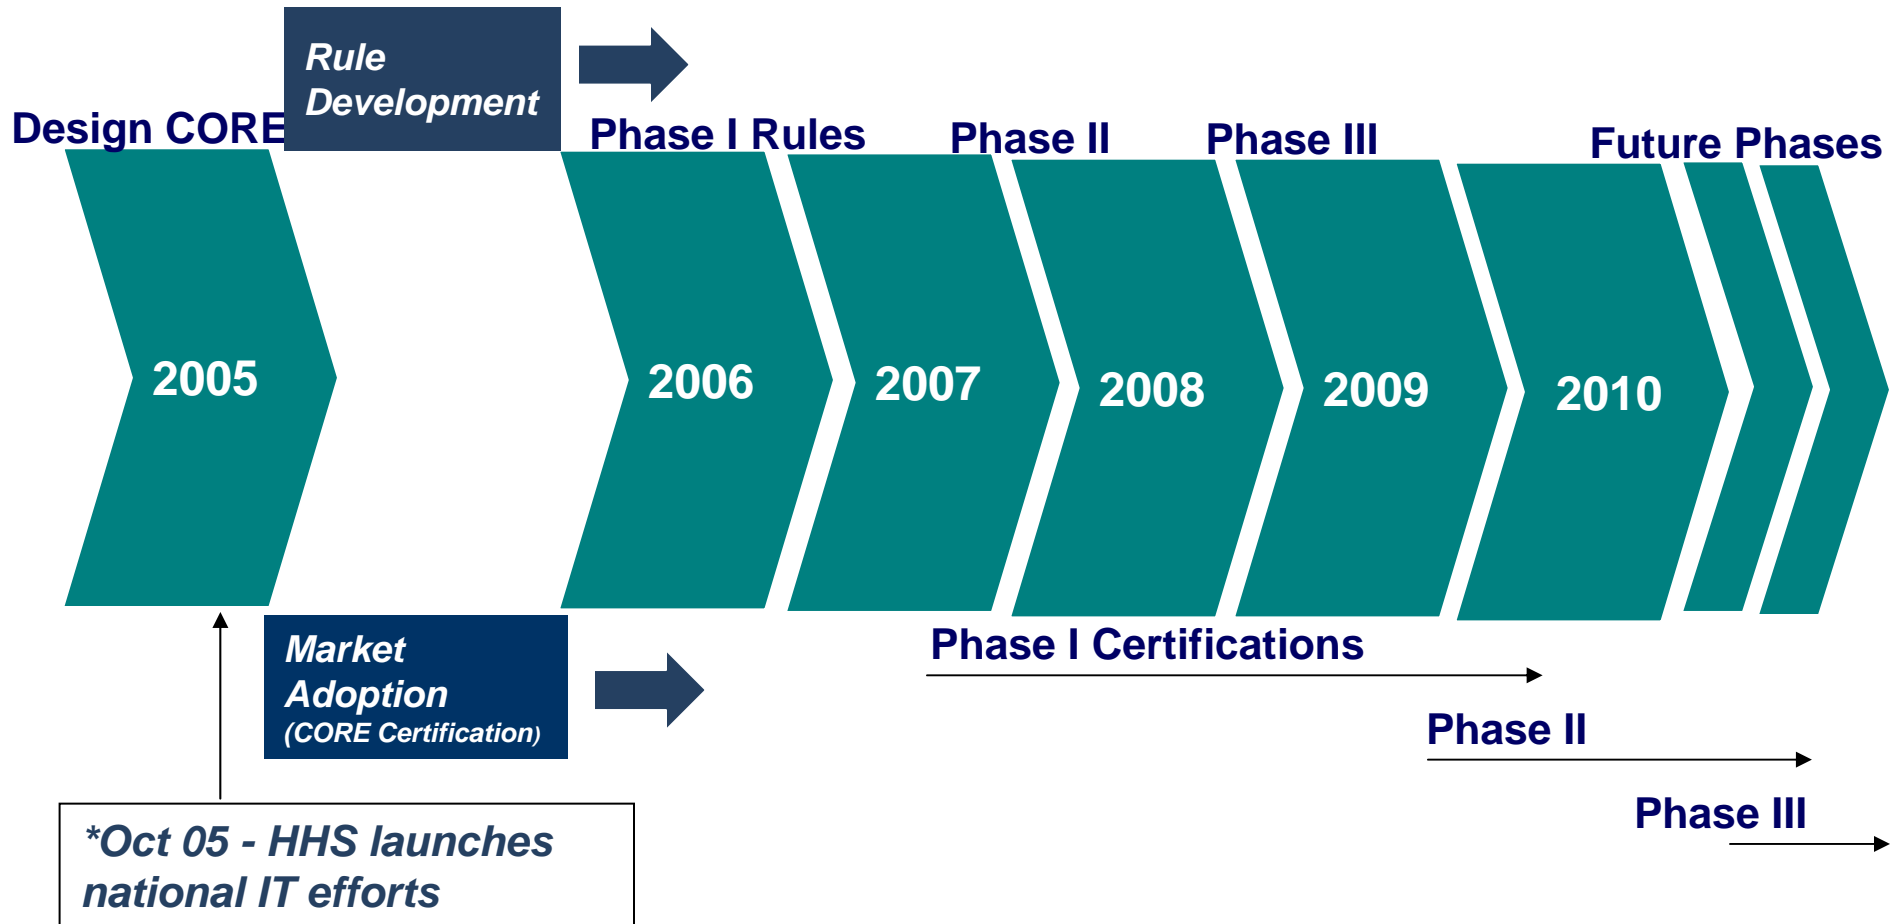 Rule
Development
Design CORE
Phase I Rules
Phase II
Phase III
Future Phases
2005
2006
2007
2008
2009
2010
Market
Adoption
(CORE Certification)
Phase I Certifications
Phase II
Phase III
*Oct 05 - HHS launches
national IT efforts